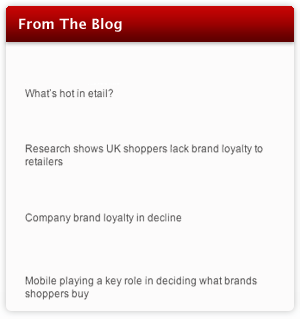 From The Blog
What's hot in etail?
Research shows UK shoppers lack brand loyalty to
retailers
Company brand loyalty in decline
Mobile playing a key role in deciding what brands
shoppers buy